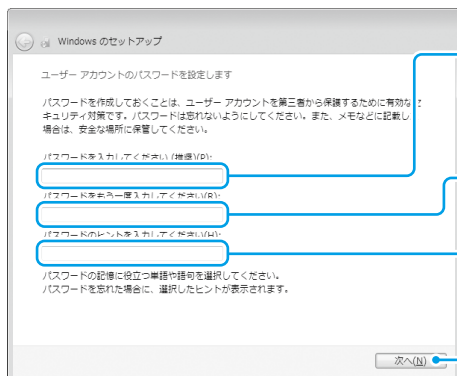 Windows のセットアップ
ユーザー アカウントのパスワードを設定します
パスワードを作成しておくことは、ユーザー アカウントを第三者から保護するために有効な
キュリティ対策です。パスワードは忘れないようにしてください。また、メモなどに記載し
場合は、安全な場所に保管してください。
パスワードを入力してください (推奨)(P):
パスワードをもう一度入力してください(R):
パスワードのヒントを入力してください(H):
パスワードの記憶に役立つ単語や語句を選択してください。
パスワードを忘れた場合に、選択したヒントが表示されます。
次へ(N)